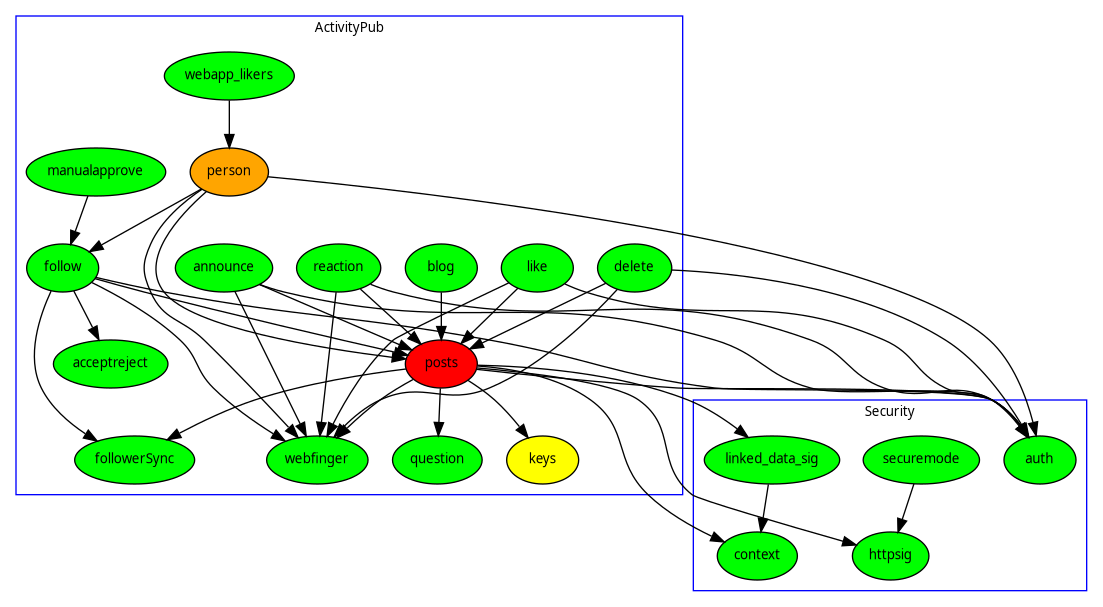 ActivityPub
webapp_likers
manualapprove
person
follow
announce
reaction
blog
like
delete
acceptreject
posts
Security
followerSync
webfinger
question
keys
linked_data_sig
securemode
auth
context
httpsig